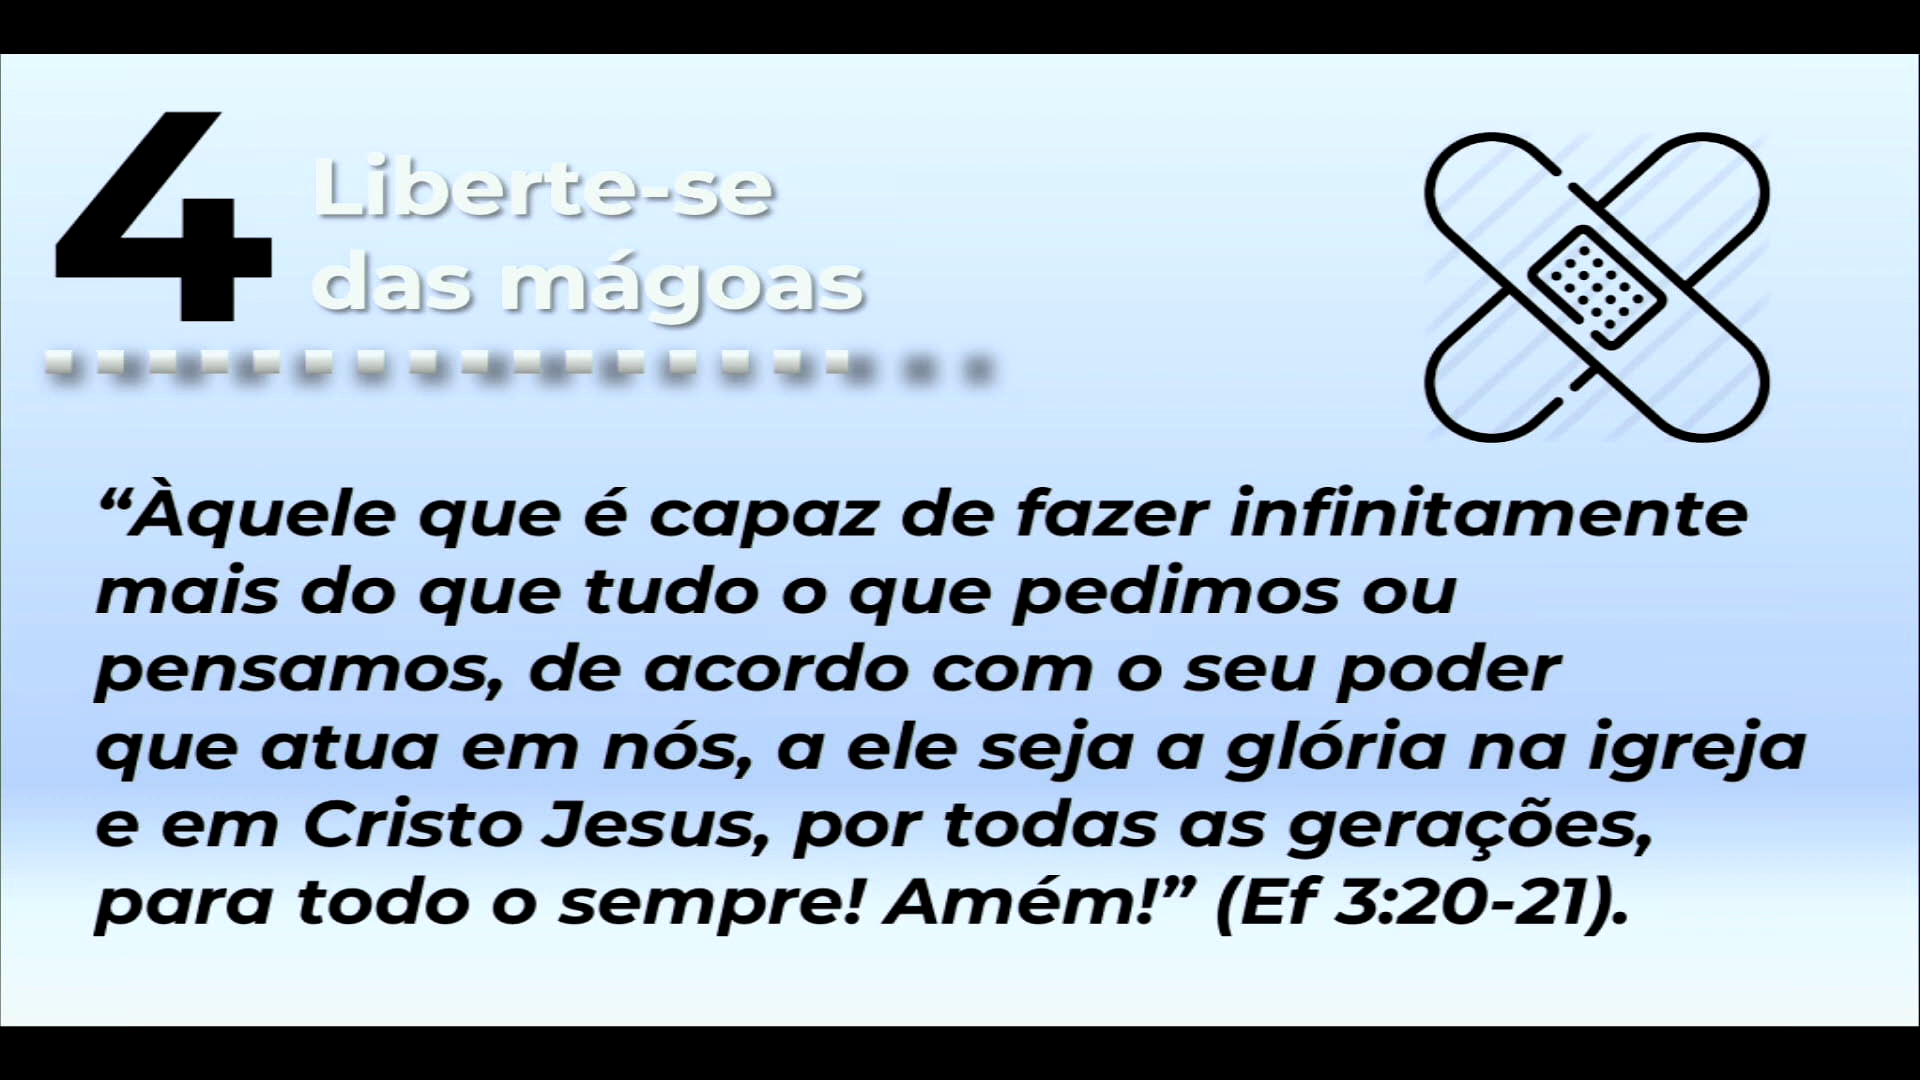 4
Liberte-se
das mágoas
“Àquele que é capaz de fazer infinitamente
mais do que tudo o que pedimos ou
pensamos, de acordo com o seu poder
que atua em nós, a ele seja a glória na igreja
e em Cristo Jesus, por todas as gerações,
para todo o sempre! Amém!” (Ef 3:20-21).